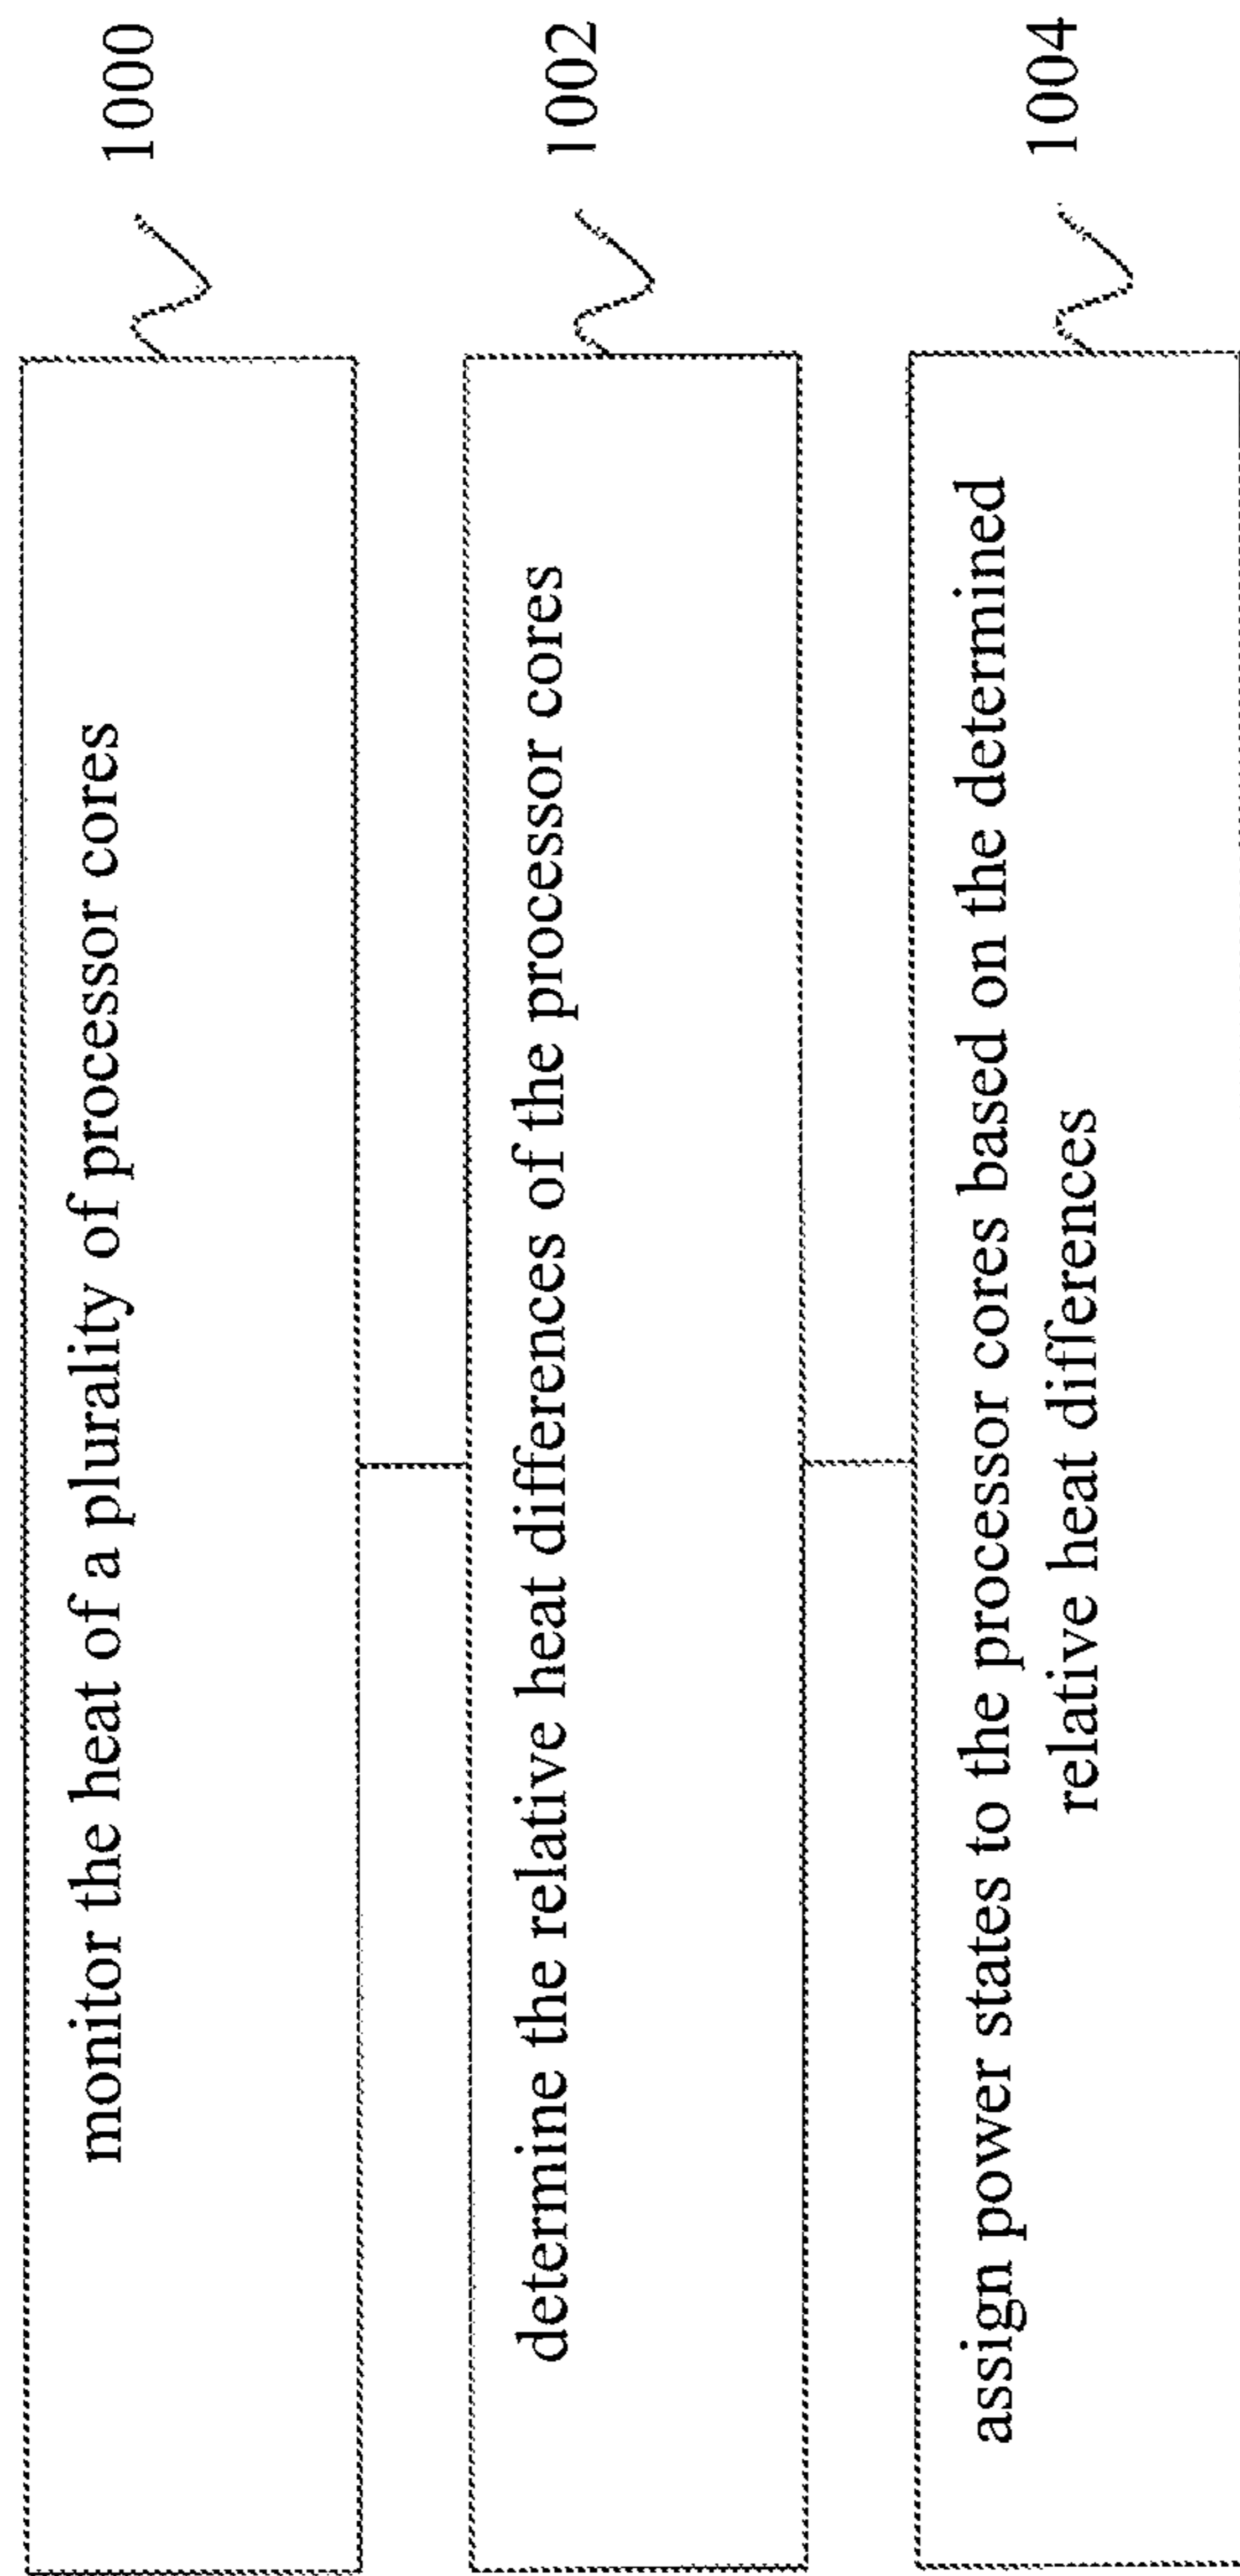 monitor the heat of a plurality of processor cores
1000
determine the relative heat differences of the processor cores
1002
assign power states to the processor cores based on the determined
relative heat differences
1004